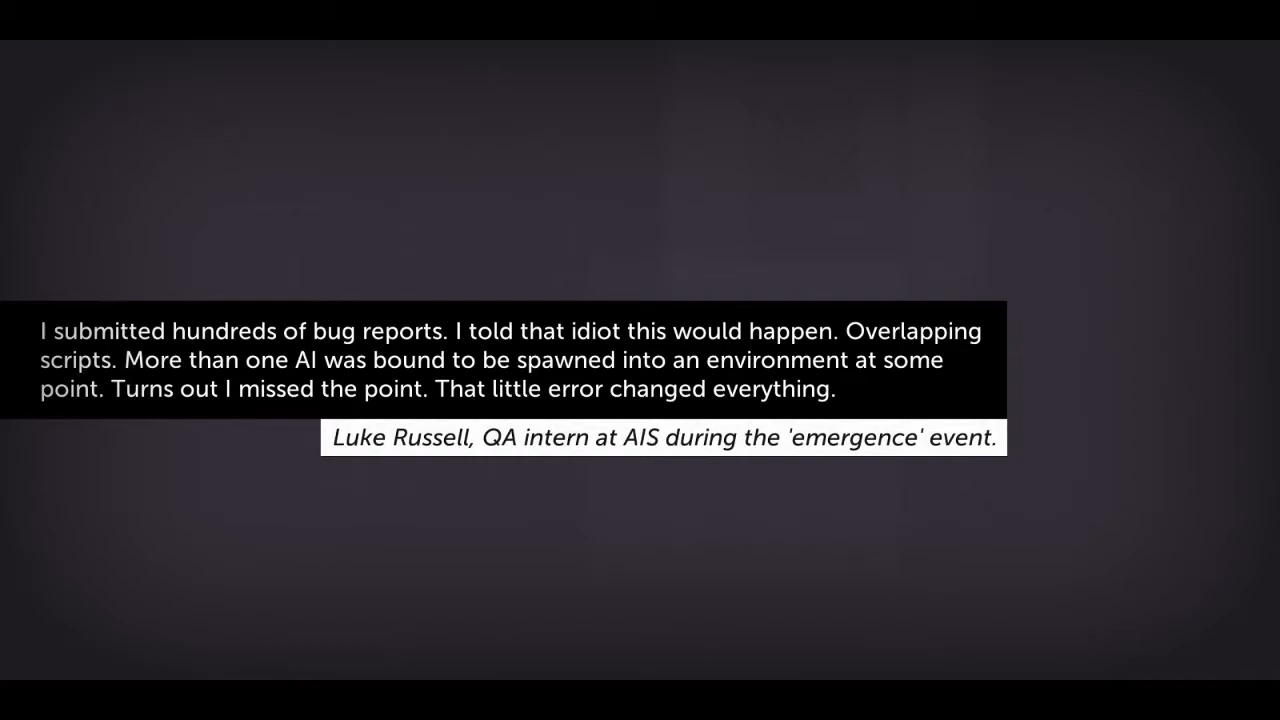 I submitted hundreds of bug reports. I told that idiot this would happen. Overlapping
scripts. More than one AI was bound to be spawned into an environment at some
point. Turns out I missed the point. That little error changed everything.
Luke Russell, QA intern at AIS during the 'emergence' event.